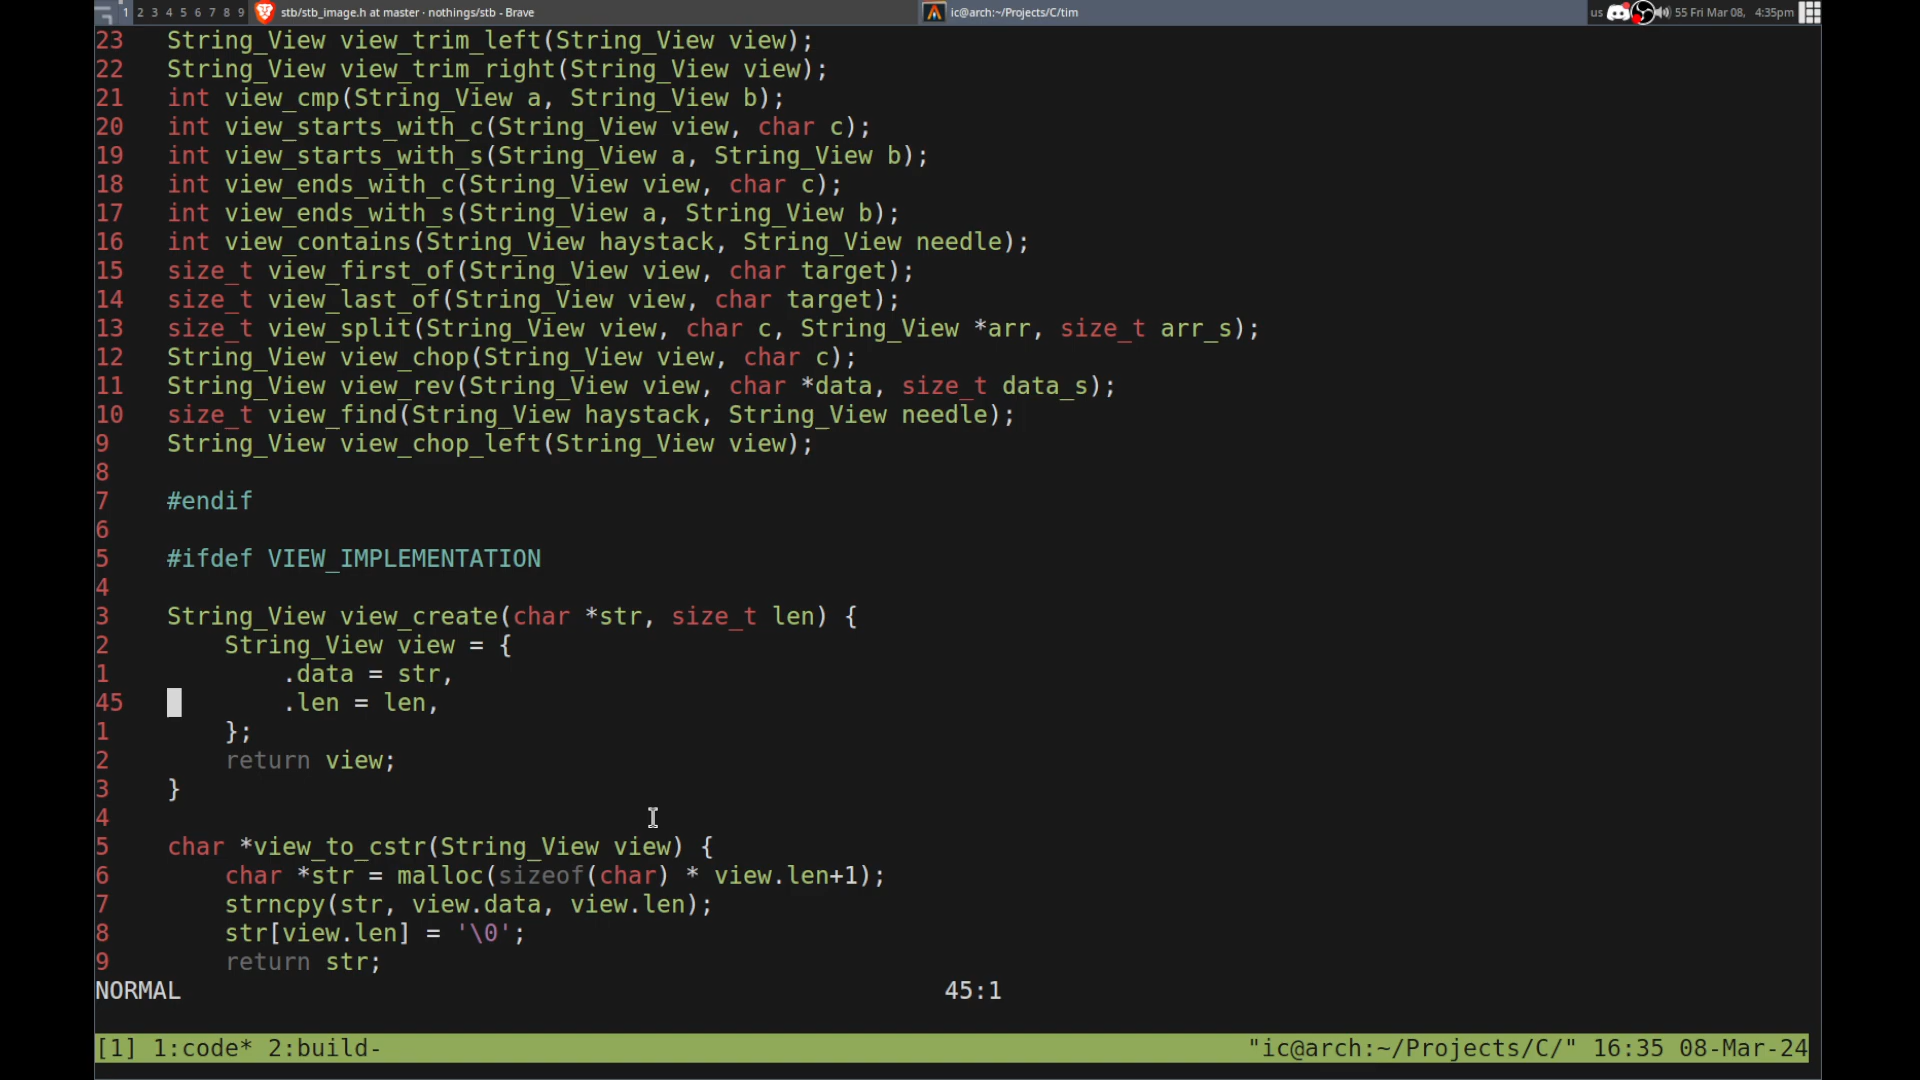 1 2 3 4 5 6 7 8 9 stb/stb_image.h at master · nothings/stb - Brave ic@arch:~/Projects/C/tim us 55 Fri Mar 08, 4:35pm
23 String_View view_trim_left(String_View view);
22 String_View view_trim_right(String_View view);
21 int view_cmp(String_View a, String_View b);
20 int view_starts_with_c(String_View view, char c);
19 int view_starts_with_s(String_View a, String_View b);
18 int view_ends_with_c(String_View view, char c);
17 int view_ends_with_s(String_View a, String_View b);
16 int view_contains(String_View haystack, String_View needle);
15 size_t view_first_of(String_View view, char target);
14 size_t view_last_of(String_View view, char target);
13 size_t view_split(String_View view, char c, String_View *arr, size_t arr_s);
12 String_View view_chop(String_View view, char c);
11 String_View view_rev(String_View view, char *data, size_t data_s);
10 size_t view_find(String_View haystack, String_View needle);
9 String_View view_chop_left(String_View view);
8
7 #endif
6
5 #ifdef VIEW_IMPLEMENTATION
4
3 String_View view_create(char *str, size_t len) {
2 String_View view = {
1 .data = str,
45 .len = len,
1 };
2 return view;
3 }
4
5 char *view_to_cstr(String_View view) {
6 char *str = malloc(sizeof(char) * view.len+1);
7 strncpy(str, view.data, view.len);
8 str[view.len] = '\0';
9 return str;
NORMAL 45:1
[1] 1:code* 2:build- "ic@arch:~/Projects/C/" 16:35 08-Mar-24